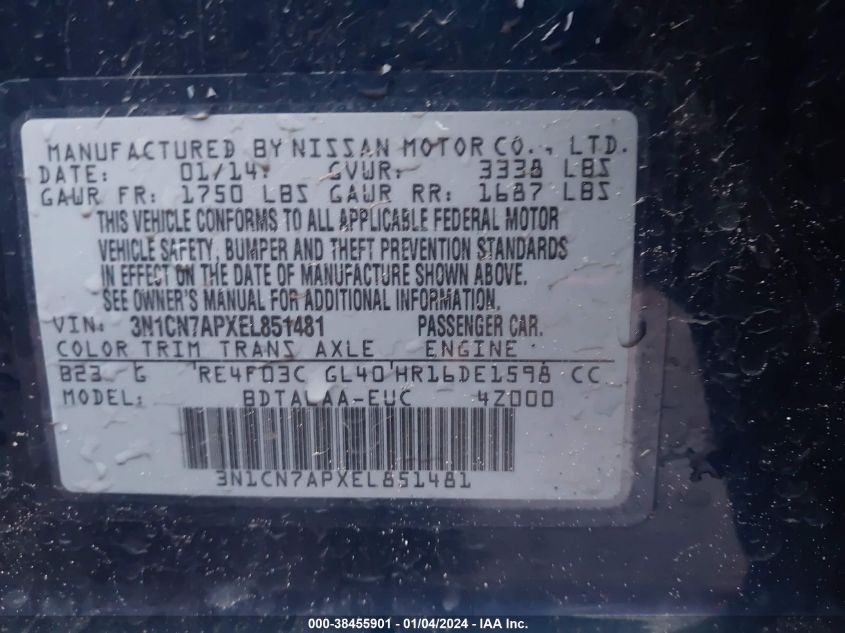 MANUFACTURED BY NISSAN MOTOR CO., LTD.
DATE: 01/14 GVWR: 3338 LBS
GAWR FR: 1750 LBS GAWR RR: 1687 LBS
THIS VEHICLE CONFORMS TO ALL APPLICABLE FEDERAL MOTOR
VEHICLE SAFETY, BUMPER AND THEFT PREVENTION STANDARDS
IN EFFECT ON THE DATE OF MANUFACTURE SHOWN ABOVE.
SEE OWNER'S MANUAL FOR ADDITIONAL INFORMATION.
VIN: 3N1CN7APXEL851481 PASSENGER CAR.
COLOR TRIM TRANS AXLE ENGINE
B23 G RE4F03C GL40 HR16DE1598 CC
MODEL: BDTALAA-EUC 4Z000
3N1CN7APXEL851481
000-38455901 - 01/04/2024 - IAA Inc.